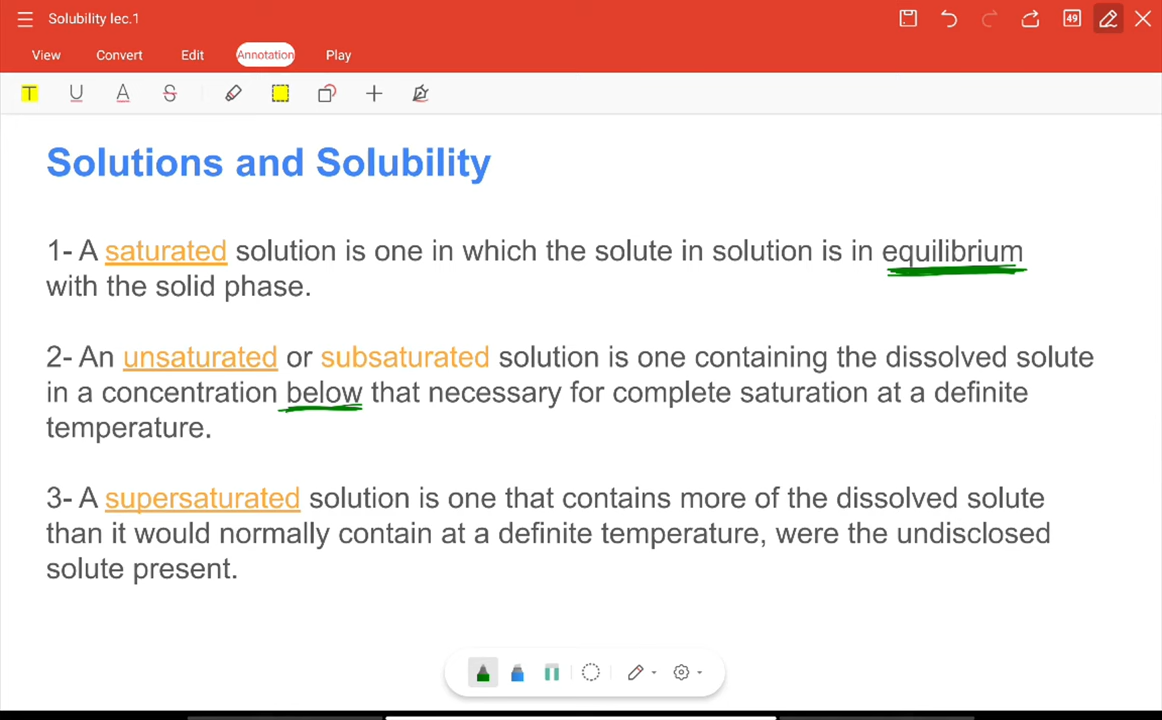 Solubility lec.1
49
View Convert Edit Annotation Play
T U A S
Solutions and Solubility
1- A saturated solution is one in which the solute in solution is in equilibrium
with the solid phase.
2- An unsaturated or subsaturated solution is one containing the dissolved solute
in a concentration below that necessary for complete saturation at a definite
temperature.
3- A supersaturated solution is one that contains more of the dissolved solute
than it would normally contain at a definite temperature, were the undisclosed
solute present.